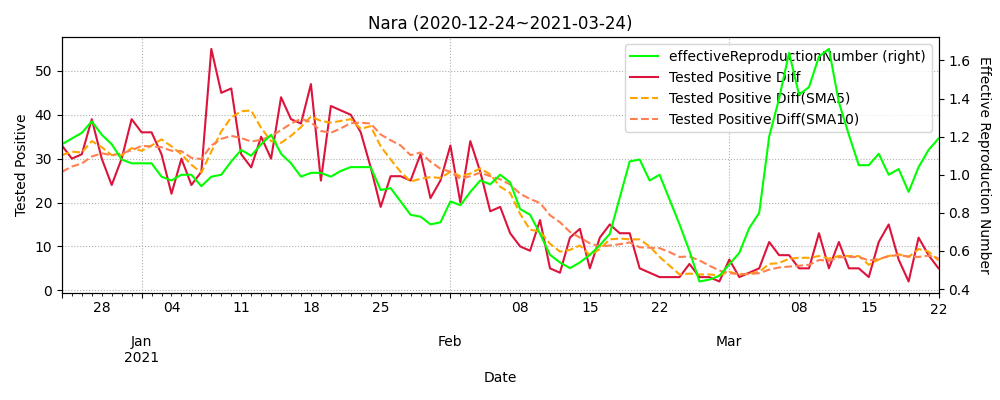 Nara (2020-12-24~2021-03-24)
effectiveReproductionNumber (right)
Tested Positive Diff
Tested Positive Diff(SMA5)
Tested Positive Diff(SMA10)
Tested Positive
50
40
30
20
10
0
1.6
1.4
1.2
1.0
0.8
0.6
0.4
Effective Reproduction Number
28 04 11 18 25 08 15 22 08 15 22
Jan Feb Mar
2021
Date